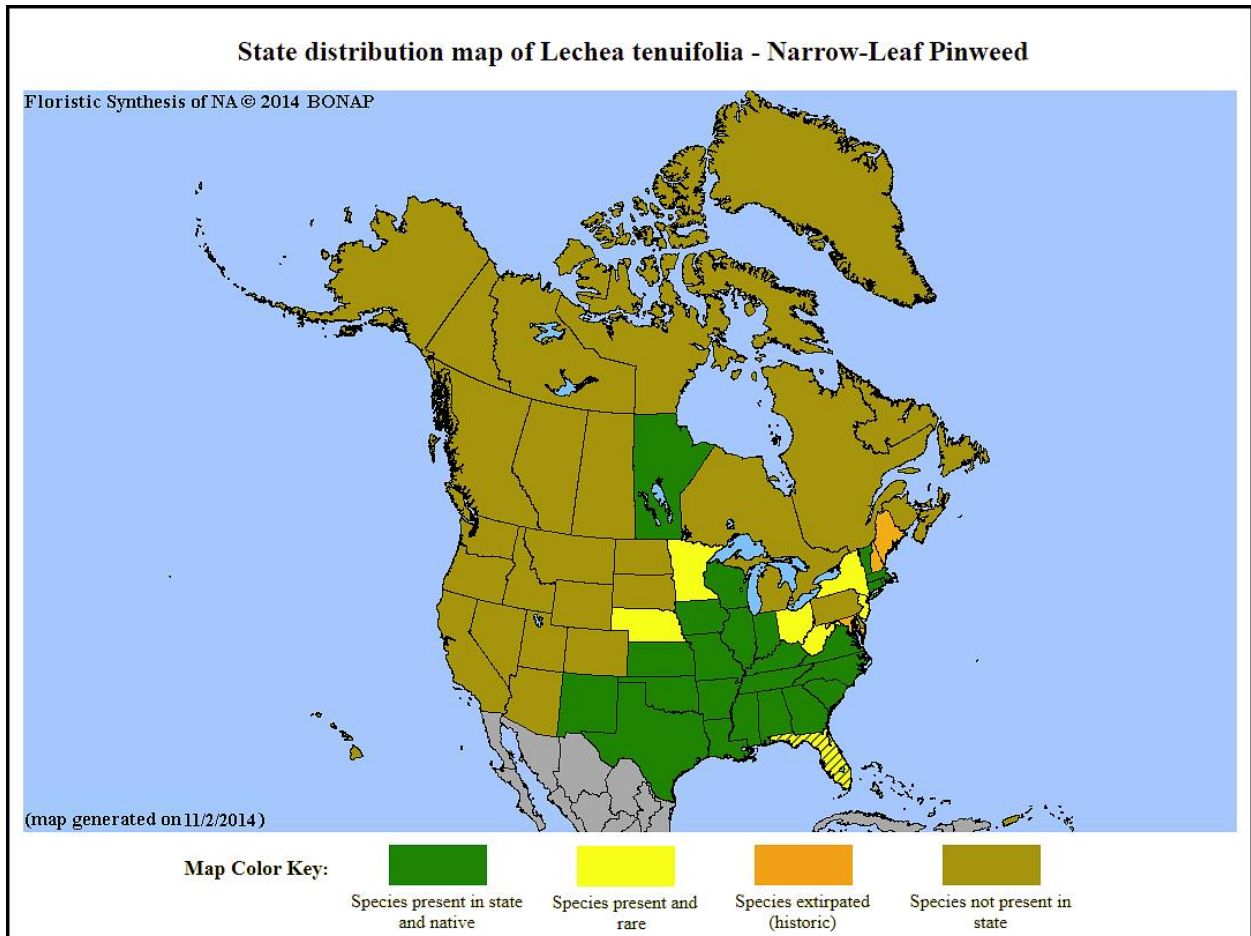 State distribution map of Lechea tenuifolia - Narrow-Leaf Pinweed
Floristic Synthesis of NA © 2014 BONAP
(map generated on 11/2/2014)
Map Color Key:
Species present in state
and native
Species present and
rare
Species extirpated
(historic)
Species not present in
state